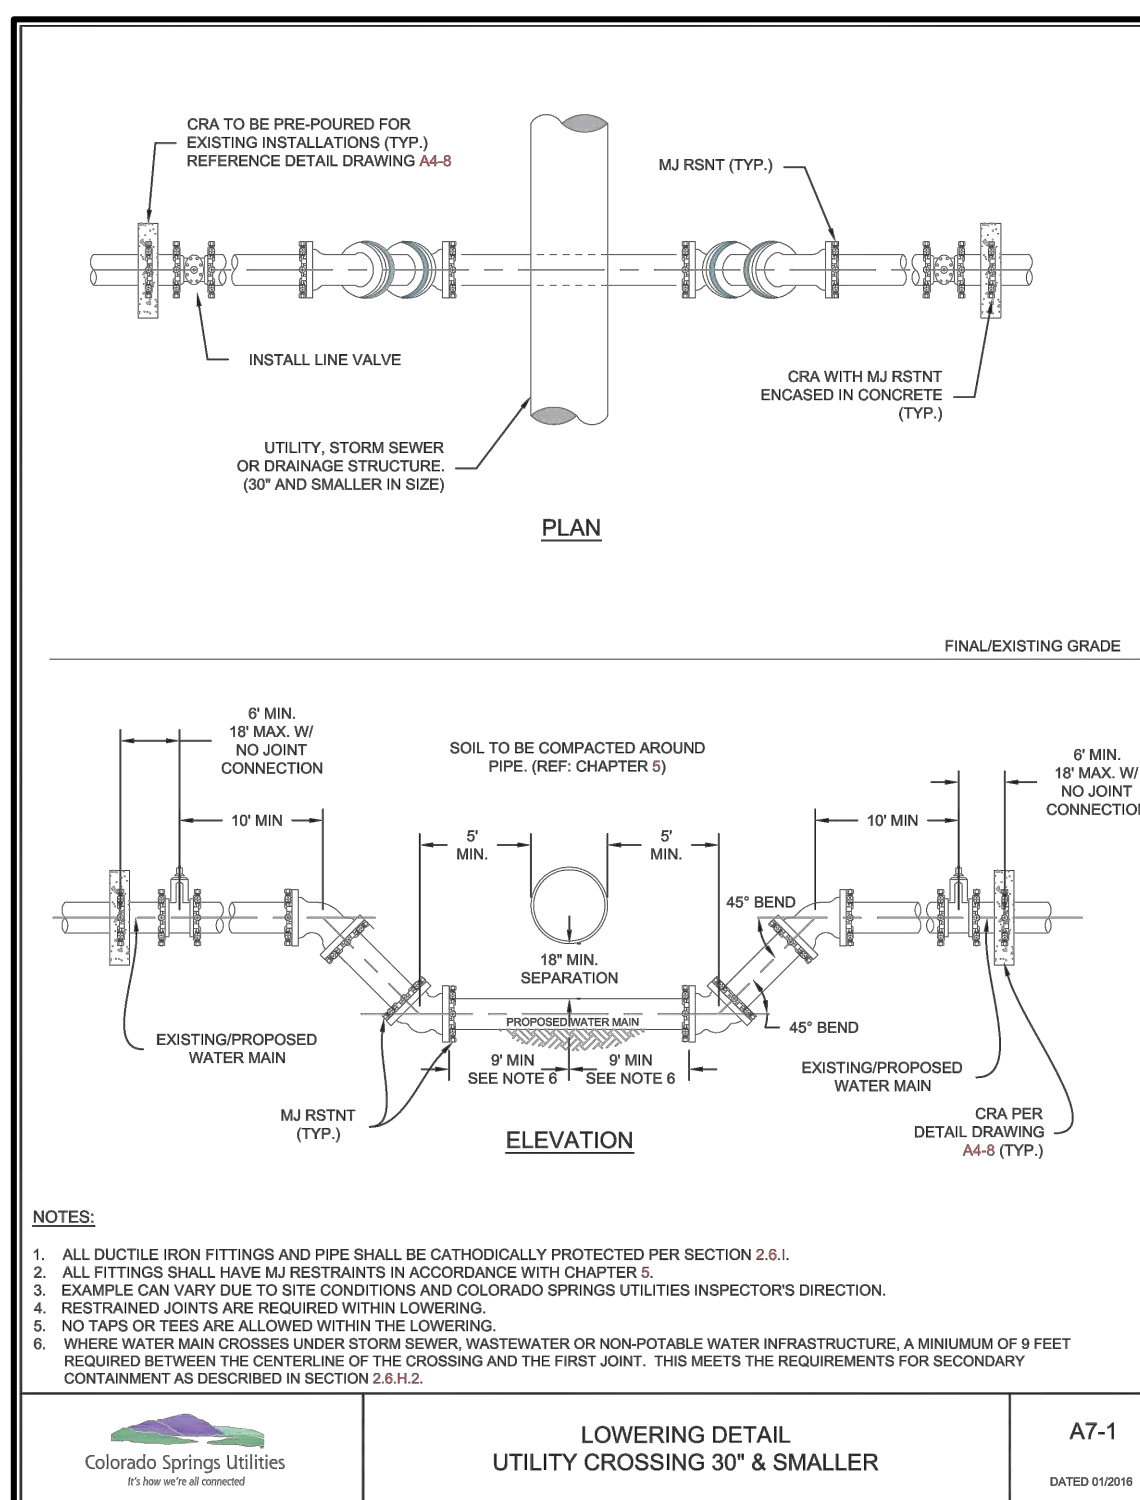 CRA TO BE PRE-POURED FOR
EXISTING INSTALLATIONS (TYP.)
REFERENCE DETAIL DRAWING A4-8
MJ RSNT (TYP.)
INSTALL LINE VALVE
CRA WITH MJ RSTNT
ENCASED IN CONCRETE
(TYP.)
UTILITY, STORM SEWER
OR DRAINAGE STRUCTURE.
(30" AND SMALLER IN SIZE)
PLAN
FINAL/EXISTING GRADE
6' MIN.
18' MAX. W/
NO JOINT
CONNECTION
SOIL TO BE COMPACTED AROUND
PIPE. (REF: CHAPTER 5)
6' MIN.
18' MAX. W/
NO JOINT
CONNECTION
10' MIN
5'
MIN.
5'
MIN.
10' MIN
45° BEND
18" MIN.
SEPARATION
PROPOSED WATER MAIN
45° BEND
EXISTING/PROPOSED
WATER MAIN
9' MIN
SEE NOTE 6
9' MIN
SEE NOTE 6
EXISTING/PROPOSED
WATER MAIN
MJ RSTNT
(TYP.)
CRA PER
DETAIL DRAWING
A4-8 (TYP.)
ELEVATION
NOTES:
1. ALL DUCTILE IRON FITTINGS AND PIPE SHALL BE CATHODICALLY PROTECTED PER SECTION 2.6.I.
2. ALL FITTINGS SHALL HAVE MJ RESTRAINTS IN ACCORDANCE WITH CHAPTER 5.
3. EXAMPLE CAN VARY DUE TO SITE CONDITIONS AND COLORADO SPRINGS UTILITIES INSPECTOR'S DIRECTION.
4. RESTRAINED JOINTS ARE REQUIRED WITHIN LOWERING.
5. NO TAPS OR TEES ARE ALLOWED WITHIN THE LOWERING.
6. WHERE WATER MAIN CROSSES UNDER STORM SEWER, WASTEWATER OR NON-POTABLE WATER INFRASTRUCTURE, A MINIUMUM OF 9 FEET
REQUIRED BETWEEN THE CENTERLINE OF THE CROSSING AND THE FIRST JOINT. THIS MEETS THE REQUIREMENTS FOR SECONDARY
CONTAINMENT AS DESCRIBED IN SECTION 2.6.H.2.
Colorado Springs Utilities
It's how we're all connected
LOWERING DETAIL
UTILITY CROSSING 30" & SMALLER
A7-1
DATED 01/2016